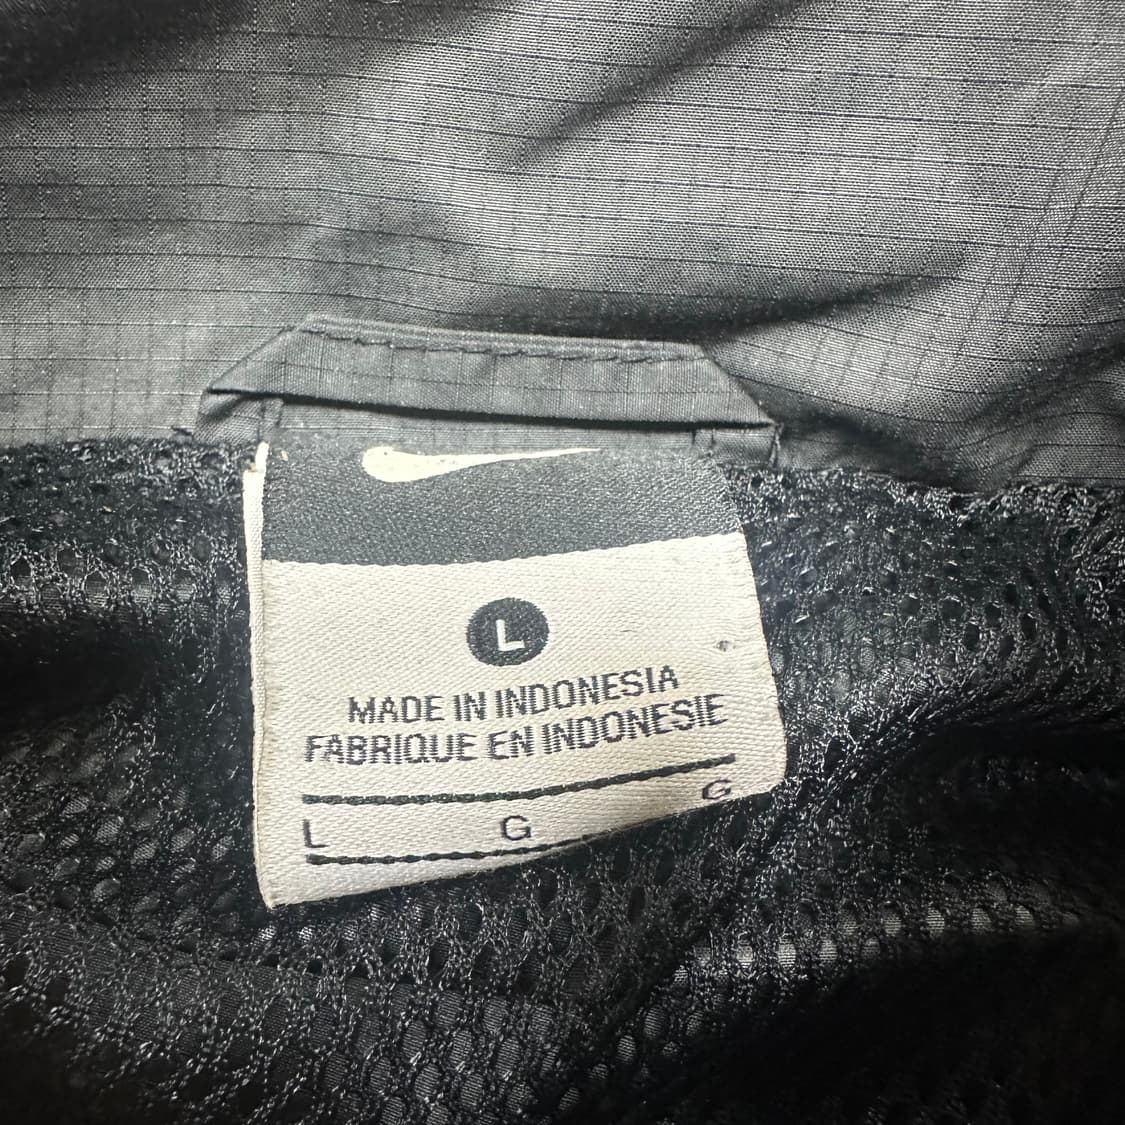 L
MADE IN INDONESIA
FABRIQUE EN INDONESIE
L G G